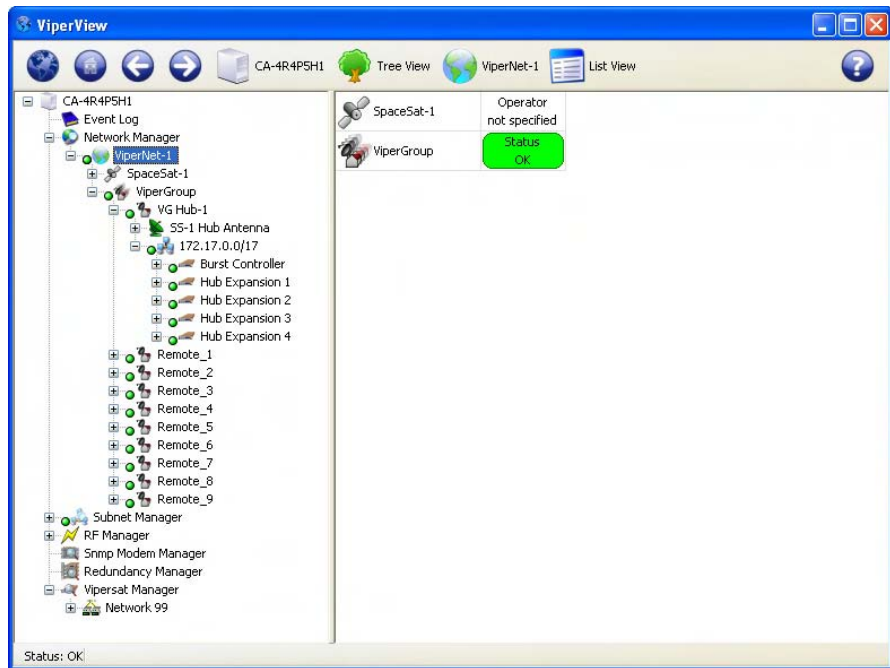 ViperView
CA-4R4P5H1 Tree View ViperNet-1 List View ?
CA-4R4P5H1
Event Log
Network Manager
ViperNet-1
SpaceSat-1
ViperGroup
VG Hub-1
SS-1 Hub Antenna
172.17.0.0/17
Burst Controller
Hub Expansion 1
Hub Expansion 2
Hub Expansion 3
Hub Expansion 4
Remote_1
Remote_2
Remote_3
Remote_4
Remote_5
Remote_6
Remote_7
Remote_8
Remote_9
Subnet Manager
RF Manager
Snmp Modem Manager
Redundancy Manager
Vipersat Manager
Network 99
SpaceSat-1
Operator
not specified
ViperGroup
Status
OK
Status: OK